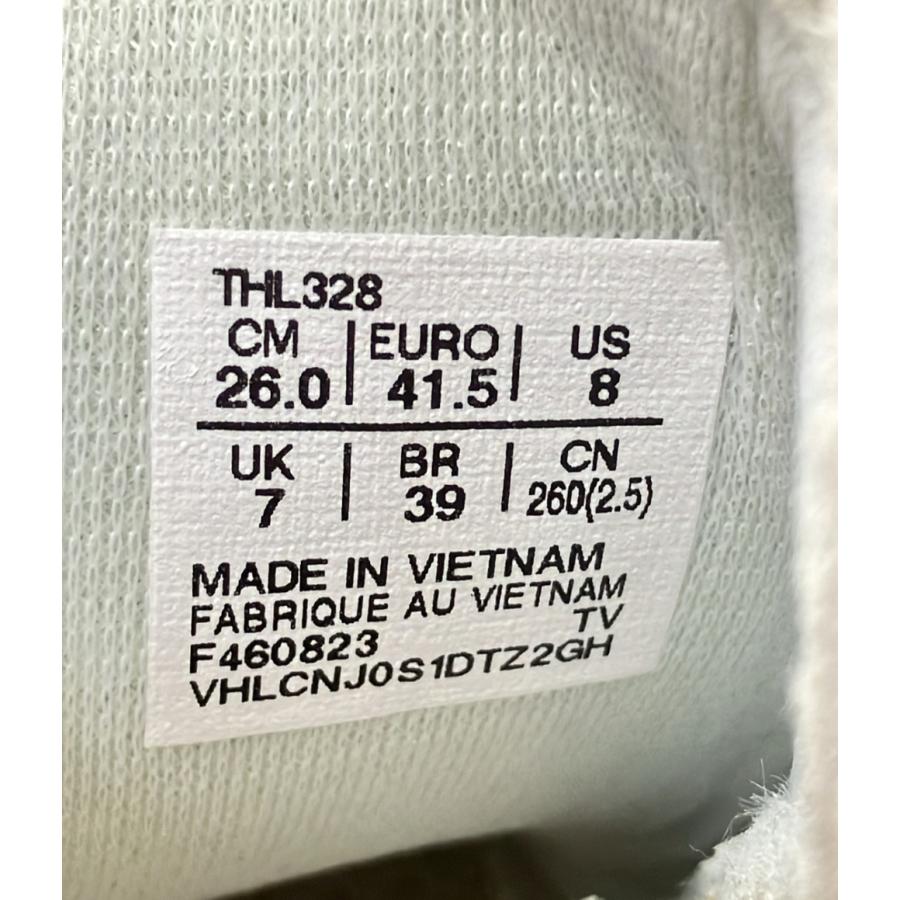 THL328
CM | EURO | US
26.0 | 41.5 | 8
UK | BR | CN
7 | 39 | 260(2.5)
MADE IN VIETNAM
FABRIQUE AU VIETNAM
F460823 TV
VHLCNJ0S1DTZ2GH